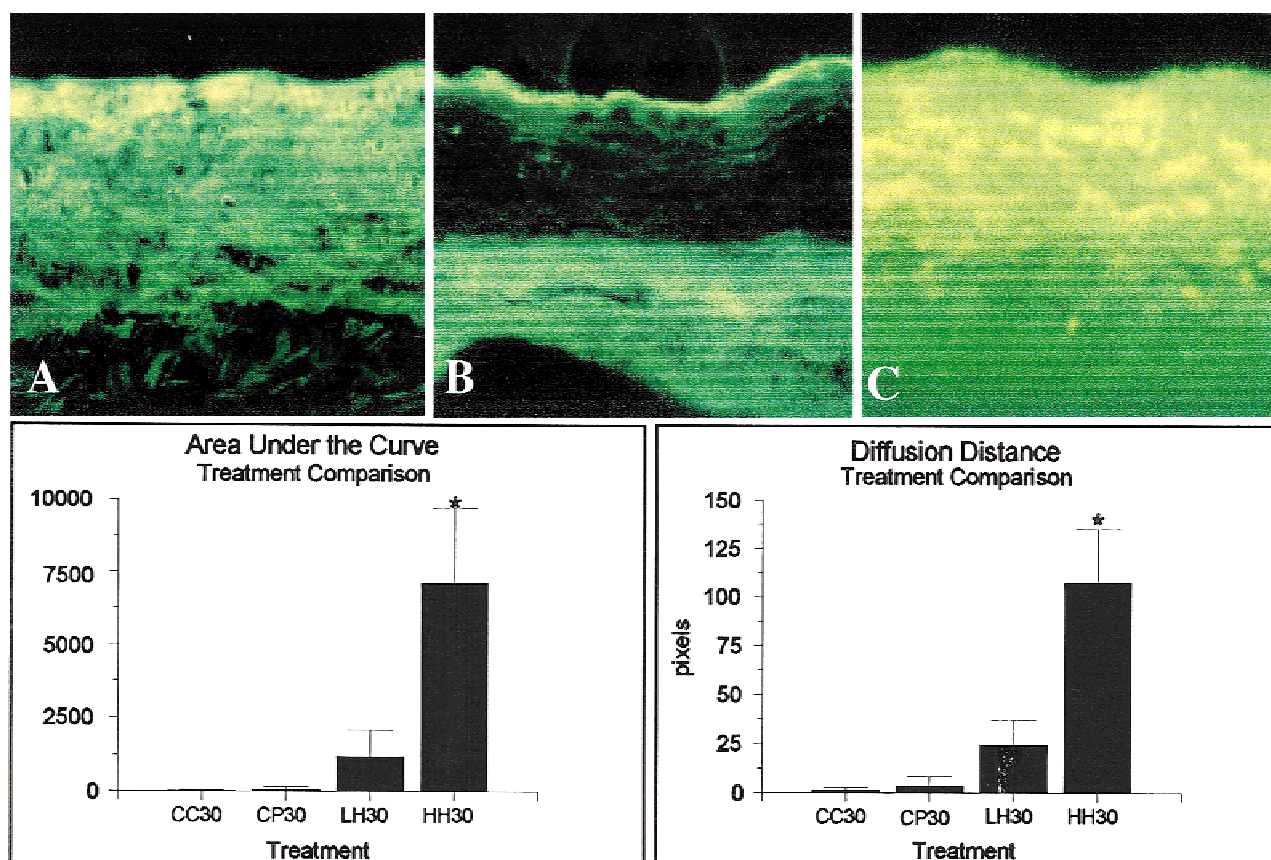 A
B
C
Area Under the Curve
Treatment Comparison
10000
7500
5000
2500
0
*
CC30 CP30 LH30 HH30
Treatment
Diffusion Distance
Treatment Comparison
pixels
150
125
100
75
50
25
0
*
CC30 CP30 LH30 HH30
Treatment